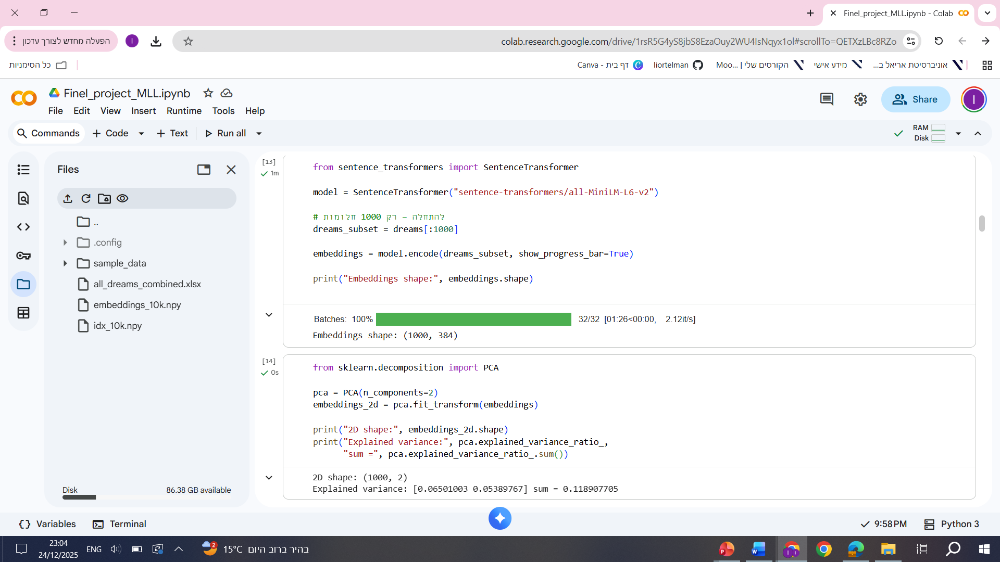 Finel_project_MLL.ipynb - Colab
הפעלה מחדש לצורך עדכון
I
colab.research.google.com/drive/1rsR5G4yS8jbS8EzaOuy2WU4IsNqyx1ol#scrollTo=QETXzLBc8RZo
כל הסימניות
דף בית - Canva
liortelman
הקורסים שלי | Moo...
מידע אישי
אוניברסיטת אריאל ב...
Finel_project_MLL.ipynb
File Edit View Insert Runtime Tools Help
Share
I
Commands + Code + Text Run all
RAM
Disk
Files
..
.config
sample_data
all_dreams_combined.xlsx
embeddings_10k.npy
idx_10k.npy
Disk 86.38 GB available
[13]
1m
from sentence_transformers import SentenceTransformer
model = SentenceTransformer("sentence-transformers/all-MiniLM-L6-v2")
# להתחלה – רק 1000 חלומות
dreams_subset = dreams[:1000]
embeddings = model.encode(dreams_subset, show_progress_bar=True)
print("Embeddings shape:", embeddings.shape)
Batches: 100% 32/32 [01:26<00:00, 2.12it/s]
Embeddings shape: (1000, 384)
[14]
0s
from sklearn.decomposition import PCA
pca = PCA(n_components=2)
embeddings_2d = pca.fit_transform(embeddings)
print("2D shape:", embeddings_2d.shape)
print("Explained variance:", pca.explained_variance_ratio_,
"sum =", pca.explained_variance_ratio_.sum())
2D shape: (1000, 2)
Explained variance: [0.06501003 0.05389767] sum = 0.118907705
Variables Terminal
9:58 PM Python 3
23:04
24/12/2025
ENG
2
15°C בהיר ברוב היום